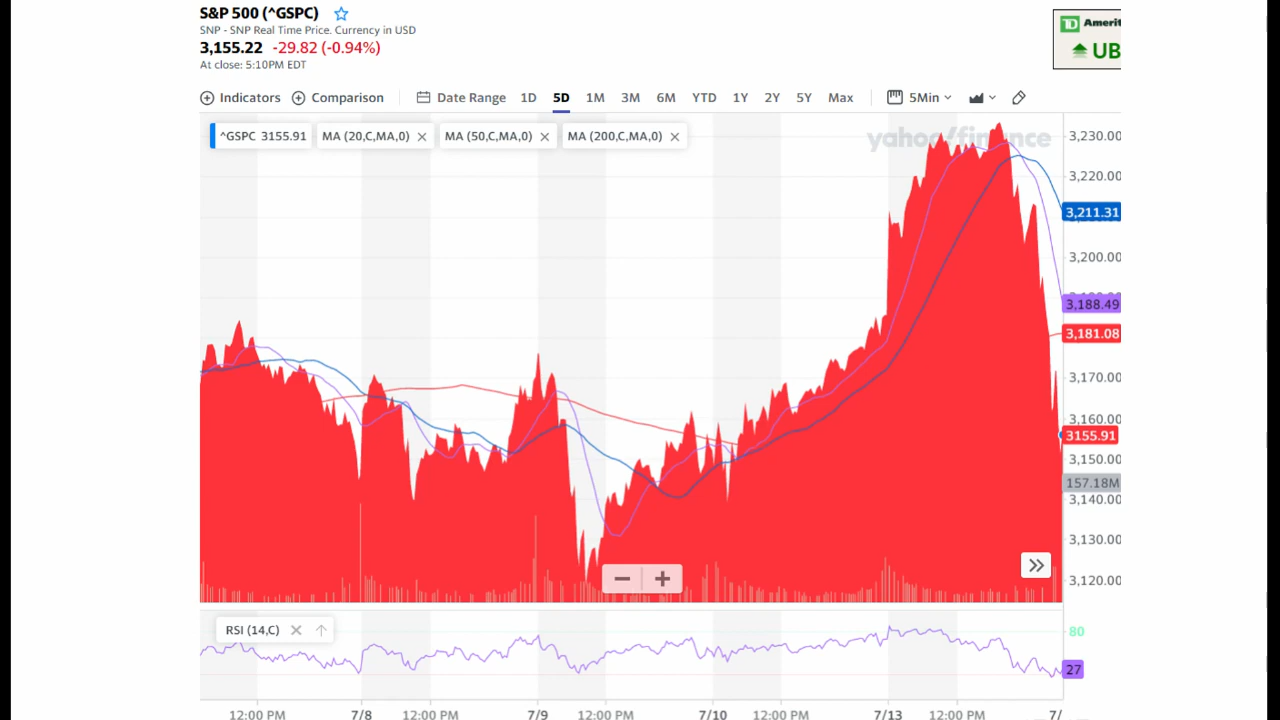 S&P 500 (^GSPC)
SNP - SNP Real Time Price. Currency in USD
3,155.22 -29.82 (-0.94%)
At close: 5:10PM EDT
TD Amerit
UB
Indicators Comparison Date Range 1D 5D 1M 3M 6M YTD 1Y 2Y 5Y Max 5Min
^GSPC 3155.91 MA (20,C,MA,0) MA (50,C,MA,0) MA (200,C,MA,0)
yahoo/finance
3,230.00
3,220.00
3,211.31
3,200.00
3,188.49
3,181.08
3,170.00
3,160.00
3155.91
3,150.00
157.18M
3,140.00
3,130.00
3,120.00
RSI (14,C)
80
27
12:00 PM 7/8 12:00 PM 7/9 12:00 PM 7/10 12:00 PM 7/13 12:00 PM 7/